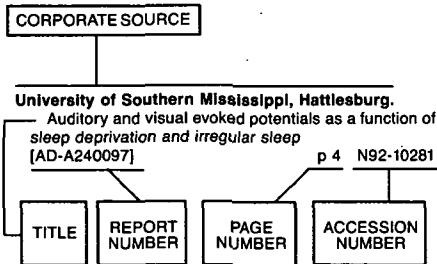 CORPORATE SOURCE
University of Southern Mississippi, Hattiesburg.
Auditory and visual evoked potentials as a function of
sleep deprivation and irregular sleep
[AD-A240097] p 4 N92-10281
TITLE REPORT NUMBER PAGE NUMBER ACCESSION NUMBER